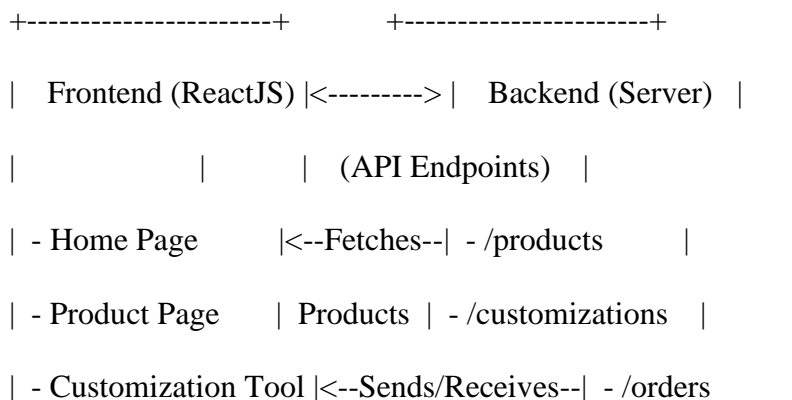 +-----------------------+ +-----------------------+
| Frontend (ReactJS) |<---------> | Backend (Server) |
| | | (API Endpoints) |
| - Home Page |<--Fetches--| - /products |
| - Product Page | Products | - /customizations |
| - Customization Tool |<--Sends/Receives--| - /orders